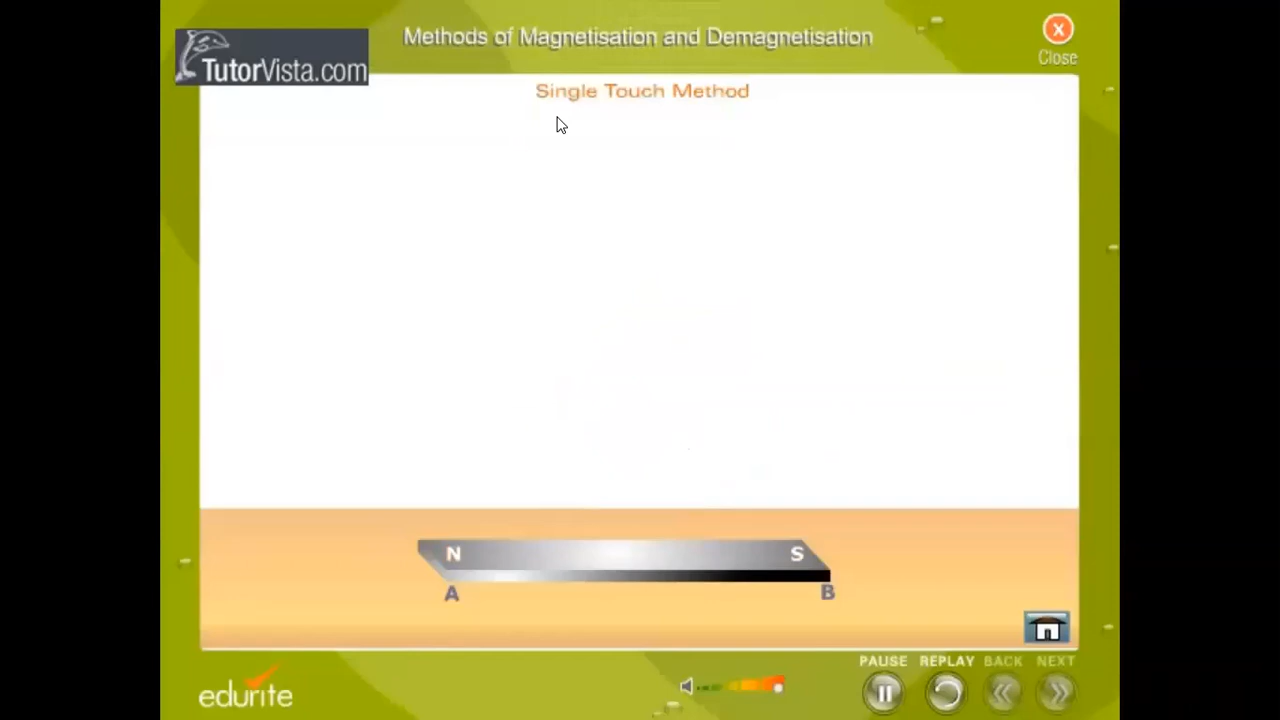 TutorVista.com
Methods of Magnetisation and Demagnetisation
X
Close
Single Touch Method
N S
A B
edurite
PAUSE REPLAY BACK NEXT